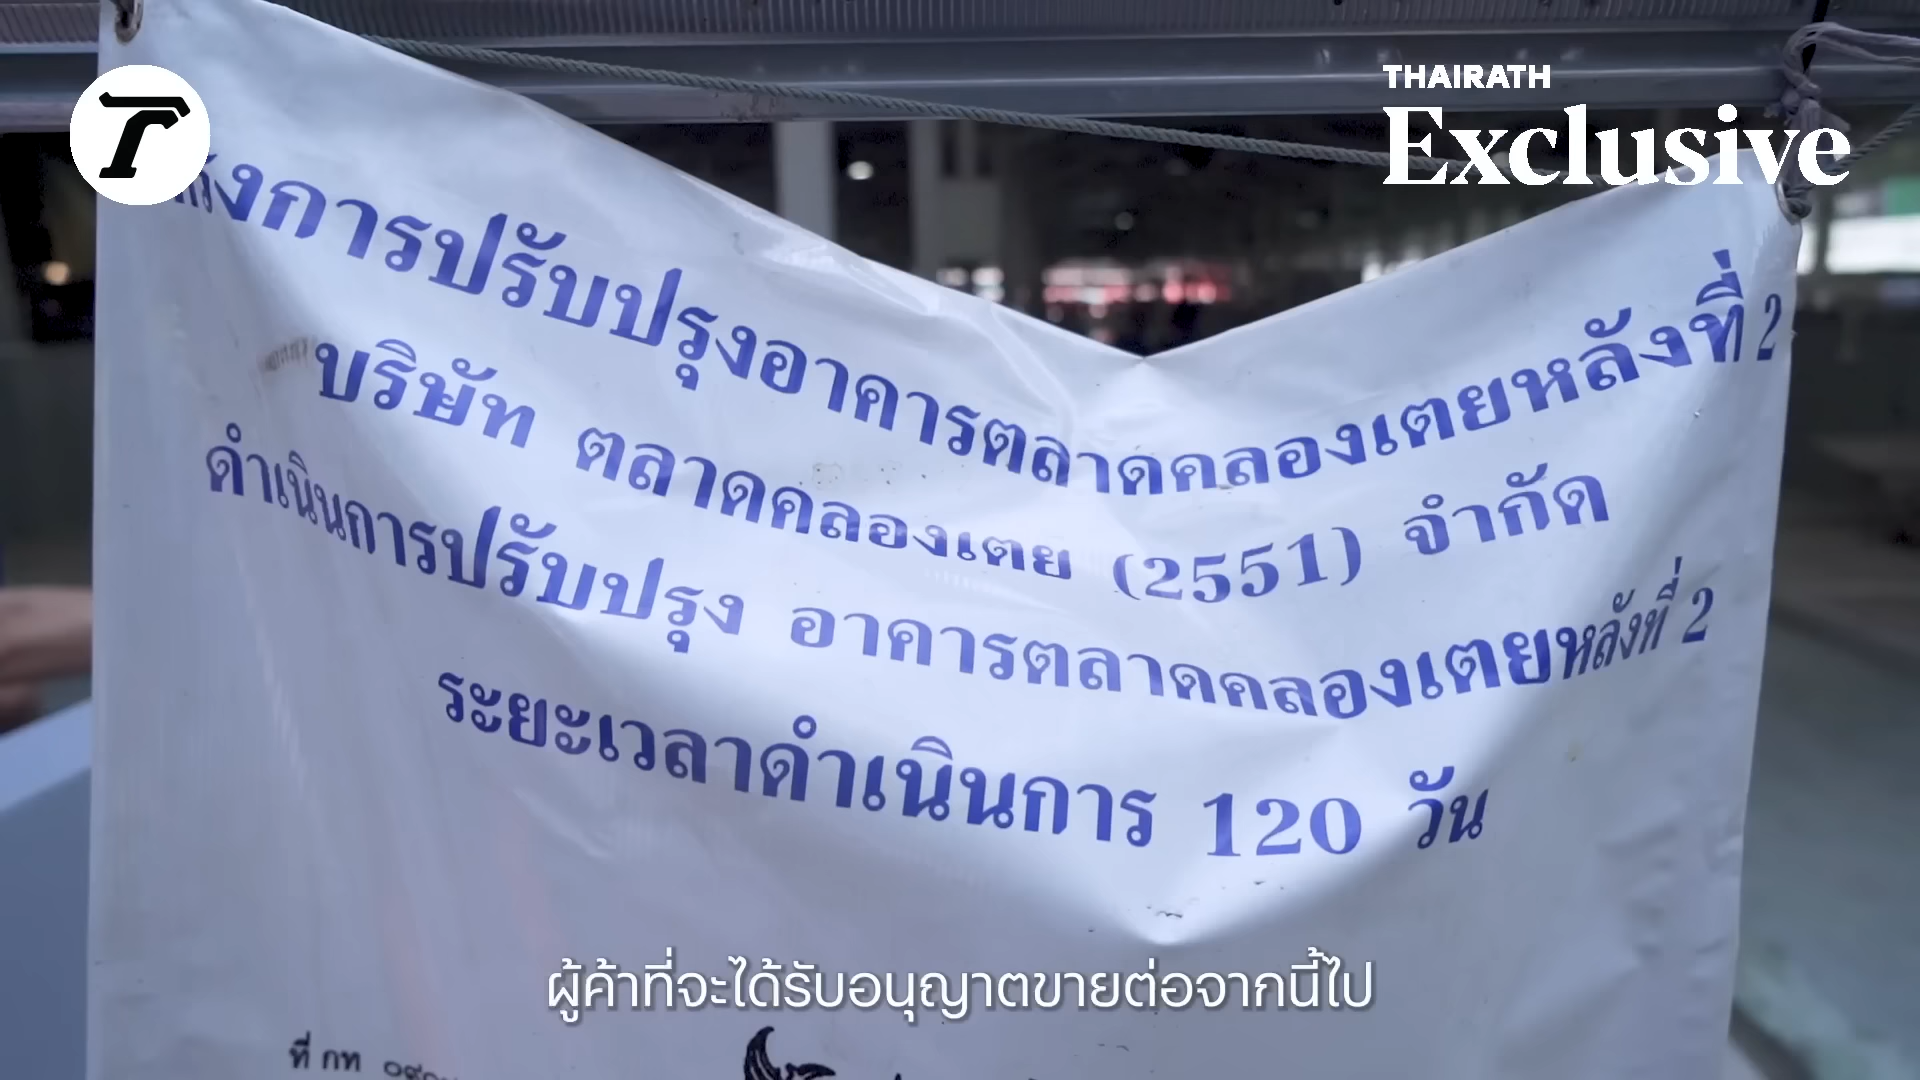 THAIRATH
Exclusive
การปรับปรุงอาคารตลาดคลองเตยหลังที่ 2
บริษัท ตลาดคลองเตย (2551) จำกัด
ดำเนินการปรับปรุง อาคารตลาดคลองเตยหลังที่ 2
ระยะเวลาดำเนินการ 120 วัน
ผู้ค้าที่จะได้รับอนุญาตขายต่อจากนี้ไป
ที่ กท